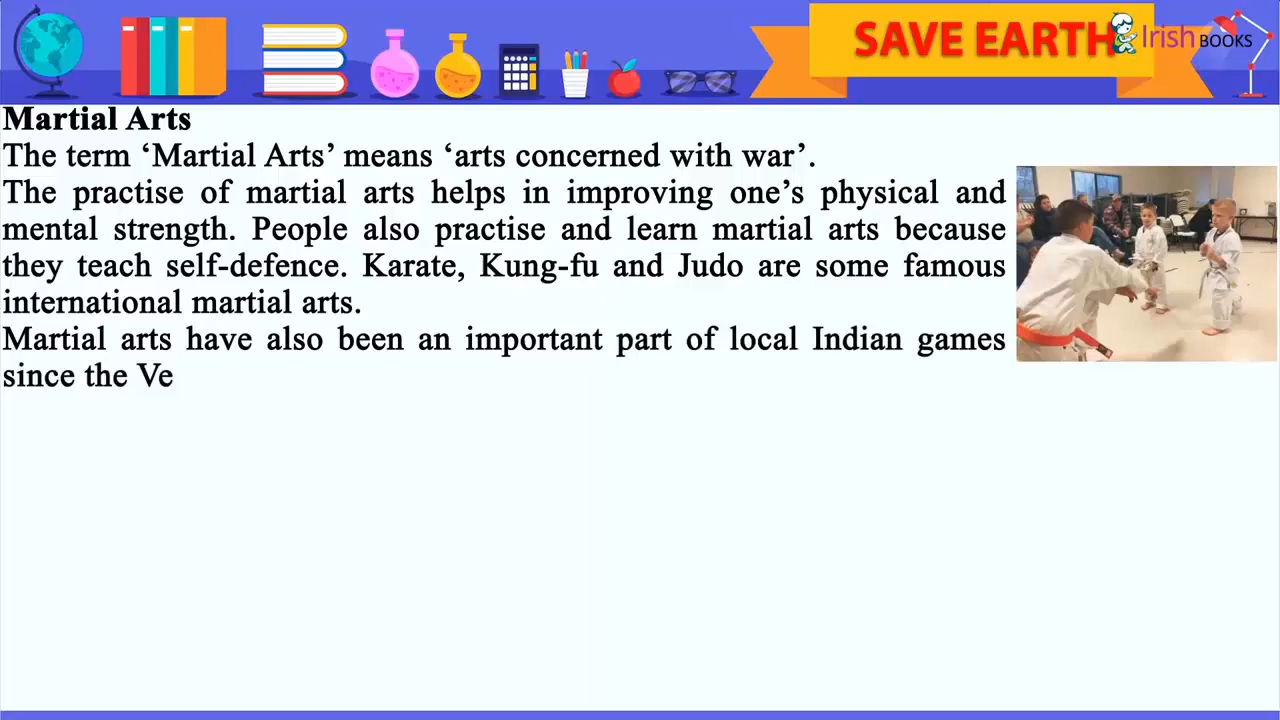 SAVE EARTH
Irish BOOKS
Martial Arts
The term ‘Martial Arts’ means ‘arts concerned with war’.
The practise of martial arts helps in improving one’s physical and
mental strength. People also practise and learn martial arts because
they teach self-defence. Karate, Kung-fu and Judo are some famous
international martial arts.
Martial arts have also been an important part of local Indian games
since the Ve